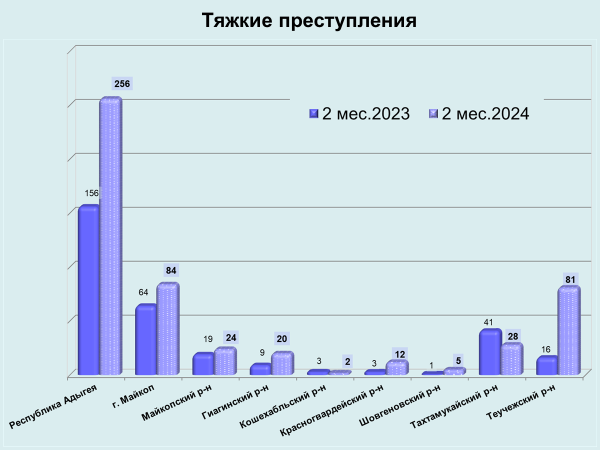 Тяжкие преступления
2 мес.2023 2 мес.2024
156 256
64 84
19 24
9 20
3 2
3 12
1 5
41 28
16 81
Республика Адыгея
г. Майкоп
Майкопский р-н
Гиагинский р-н
Кошехабльский р-н
Красногвардейский р-н
Шовгеновский р-н
Тахтамукайский р-н
Теучежский р-н